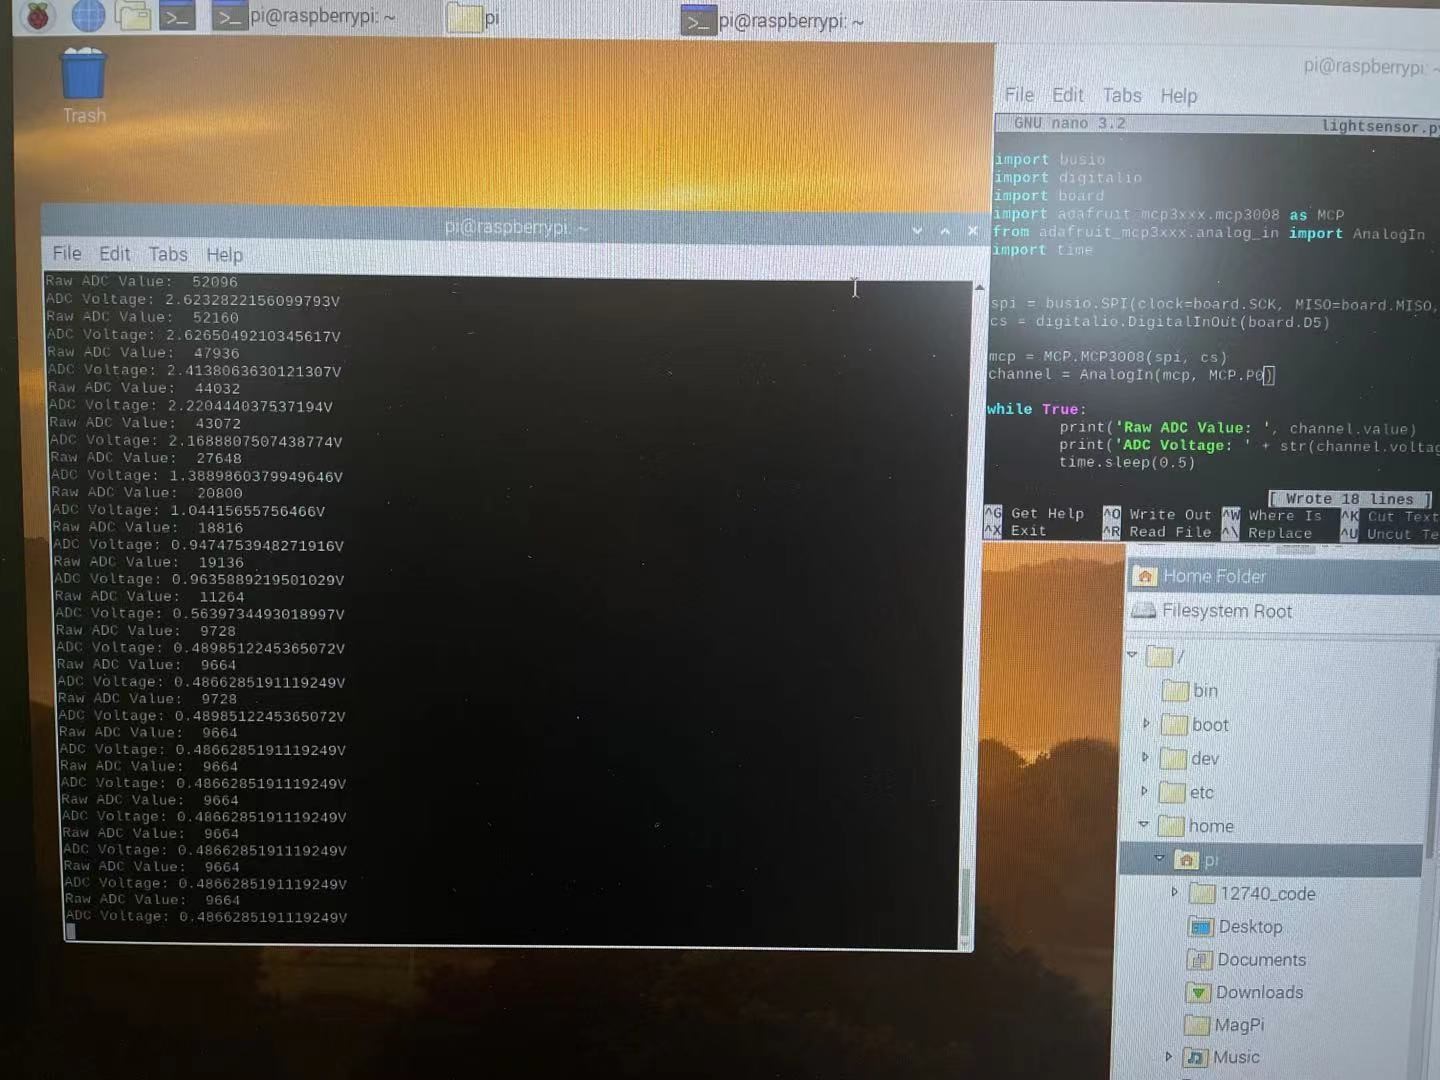 pi@raspberrypi: ~
pi
pi@raspberrypi: ~
Trash
pi@raspberrypi: ~
File Edit Tabs Help
Raw ADC Value:  52096
ADC Voltage: 2.6232822156099793V
Raw ADC Value:  52160
ADC Voltage: 2.6265049210345617V
Raw ADC Value:  47936
ADC Voltage: 2.4138063630121307V
Raw ADC Value:  44032
ADC Voltage: 2.220444037537194V
Raw ADC Value:  43072
ADC Voltage: 2.1688807507438774V
Raw ADC Value:  27648
ADC Voltage: 1.3889860379949646V
Raw ADC Value:  20800
ADC Voltage: 1.04415655756466V
Raw ADC Value:  18816
ADC Voltage: 0.9474753948271916V
Raw ADC Value:  19136
ADC Voltage: 0.9635889219501029V
Raw ADC Value:  11264
ADC Voltage: 0.5639734493018997V
Raw ADC Value:  9728
ADC Voltage: 0.4898512245365072V
Raw ADC Value:  9664
ADC Voltage: 0.4866285191119249V
Raw ADC Value:  9728
ADC Voltage: 0.4898512245365072V
Raw ADC Value:  9664
ADC Voltage: 0.4866285191119249V
Raw ADC Value:  9664
ADC Voltage: 0.4866285191119249V
Raw ADC Value:  9664
ADC Voltage: 0.4866285191119249V
Raw ADC Value:  9664
ADC Voltage: 0.4866285191119249V
Raw ADC Value:  9664
ADC Voltage: 0.4866285191119249V
Raw ADC Value:  9664
ADC Voltage: 0.4866285191119249V
pi@raspberrypi: ~
File Edit Tabs Help
GNU nano 3.2 lightsensor.py
import busio
import digitalio
import board
import adafruit_mcp3xxx.mcp3008 as MCP
from adafruit_mcp3xxx.analog_in import AnalogIn
import time
spi = busio.SPI(clock=board.SCK, MISO=board.MISO,
cs = digitalio.DigitalInOut(board.D5)
mcp = MCP.MCP3008(spi, cs)
channel = AnalogIn(mcp, MCP.P0)
while True:
print('Raw ADC Value: ', channel.value)
print('ADC Voltage: ' + str(channel.voltag
time.sleep(0.5)
[ Wrote 18 lines ]
^G Get Help ^O Write Out ^W Where Is ^K Cut Text
^X Exit ^R Read File ^\ Replace ^U Uncut Te
Home Folder
Filesystem Root
/
bin
boot
dev
etc
home
pi
12740_code
Desktop
Documents
Downloads
MagPi
Music